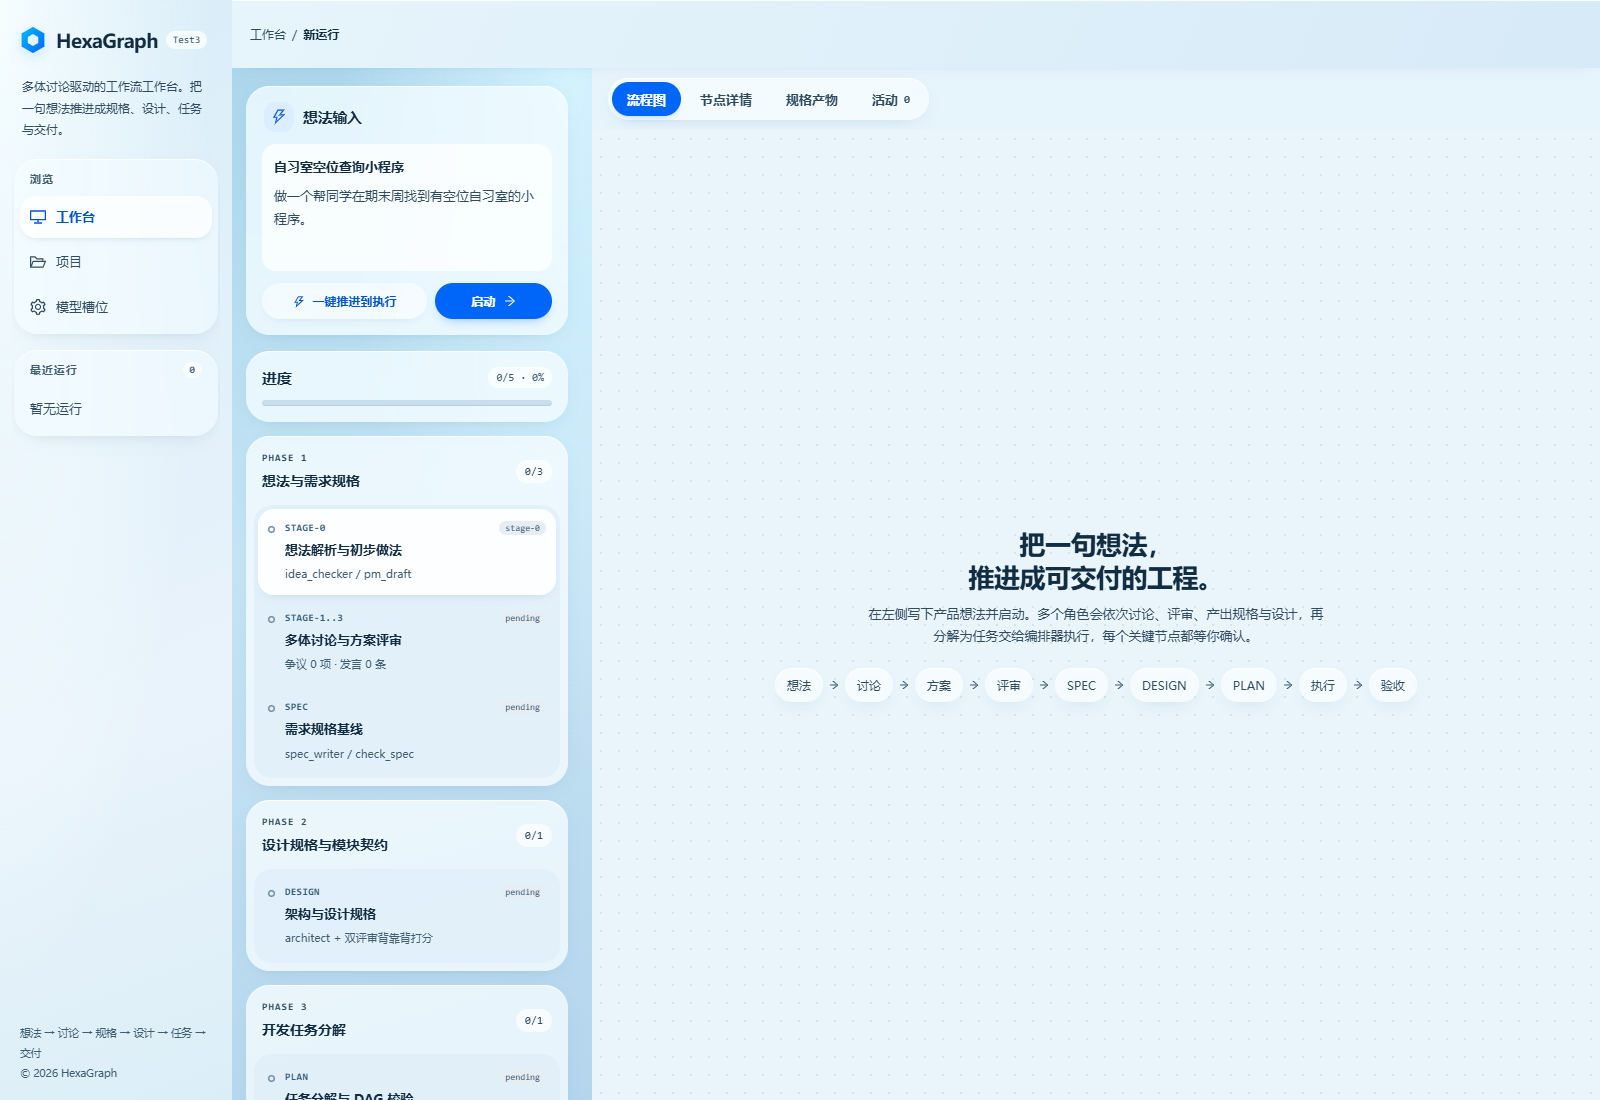 HexaGraph Test3
多体讨论驱动的工作流工作台。把
一句想法推进成规格、设计、任务
与交付。
浏览
工作台
项目
模型槽位
最近运行 0
暂无运行
想法 → 讨论 → 规格 → 设计 → 任务 →
交付
© 2026 HexaGraph
工作台 / 新运行
想法输入
自习室空位查询小程序
做一个帮同学在期末周找到有空位自习室的小
程序。
一键推进到执行
启动 →
进度 0/5 · 0%
PHASE 1
想法与需求规格 0/3
STAGE-0 stage-0
想法解析与初步做法
idea_checker / pm_draft
STAGE-1..3 pending
多体讨论与方案评审
争议 0 项 · 发言 0 条
SPEC pending
需求规格基线
spec_writer / check_spec
PHASE 2
设计规格与模块契约 0/1
DESIGN pending
架构与设计规格
architect + 双评审背靠背打分
PHASE 3
开发任务分解 0/1
PLAN pending
任务分解与 DAG 校验
流程图 节点详情 规格产物 活动 0
把一句想法，
推进成可交付的工程。
在左侧写下产品想法并启动。多个角色会依次讨论、评审、产出规格与设计，再
分解为任务交给编排器执行，每个关键节点都等你确认。
想法 → 讨论 → 方案 → 评审 → SPEC → DESIGN → PLAN → 执行 → 验收